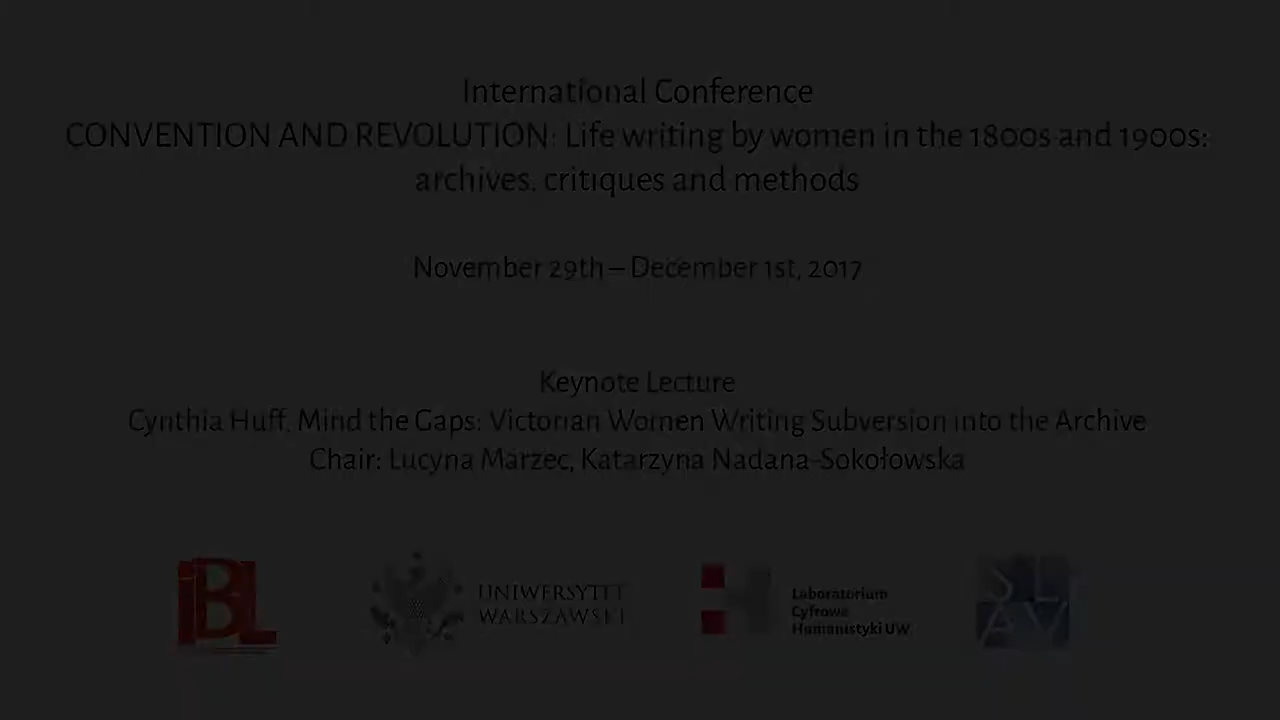 International Conference
CONVENTION AND REVOLUTION: Life writing by women in the 1800s and 1900s:
archives, critiques and methods
November 29th – December 1st, 2017
Keynote Lecture
Cynthia Huff, Mind the Gaps: Victorian Women Writing Subversion into the Archive
Chair: Lucyna Marzec, Katarzyna Nadana-Sokołowska
iBL
UNIWERSYTET
WARSZAWSKI
Laboratorium
Cyfrowe
Humanistyki UW
SL
AV